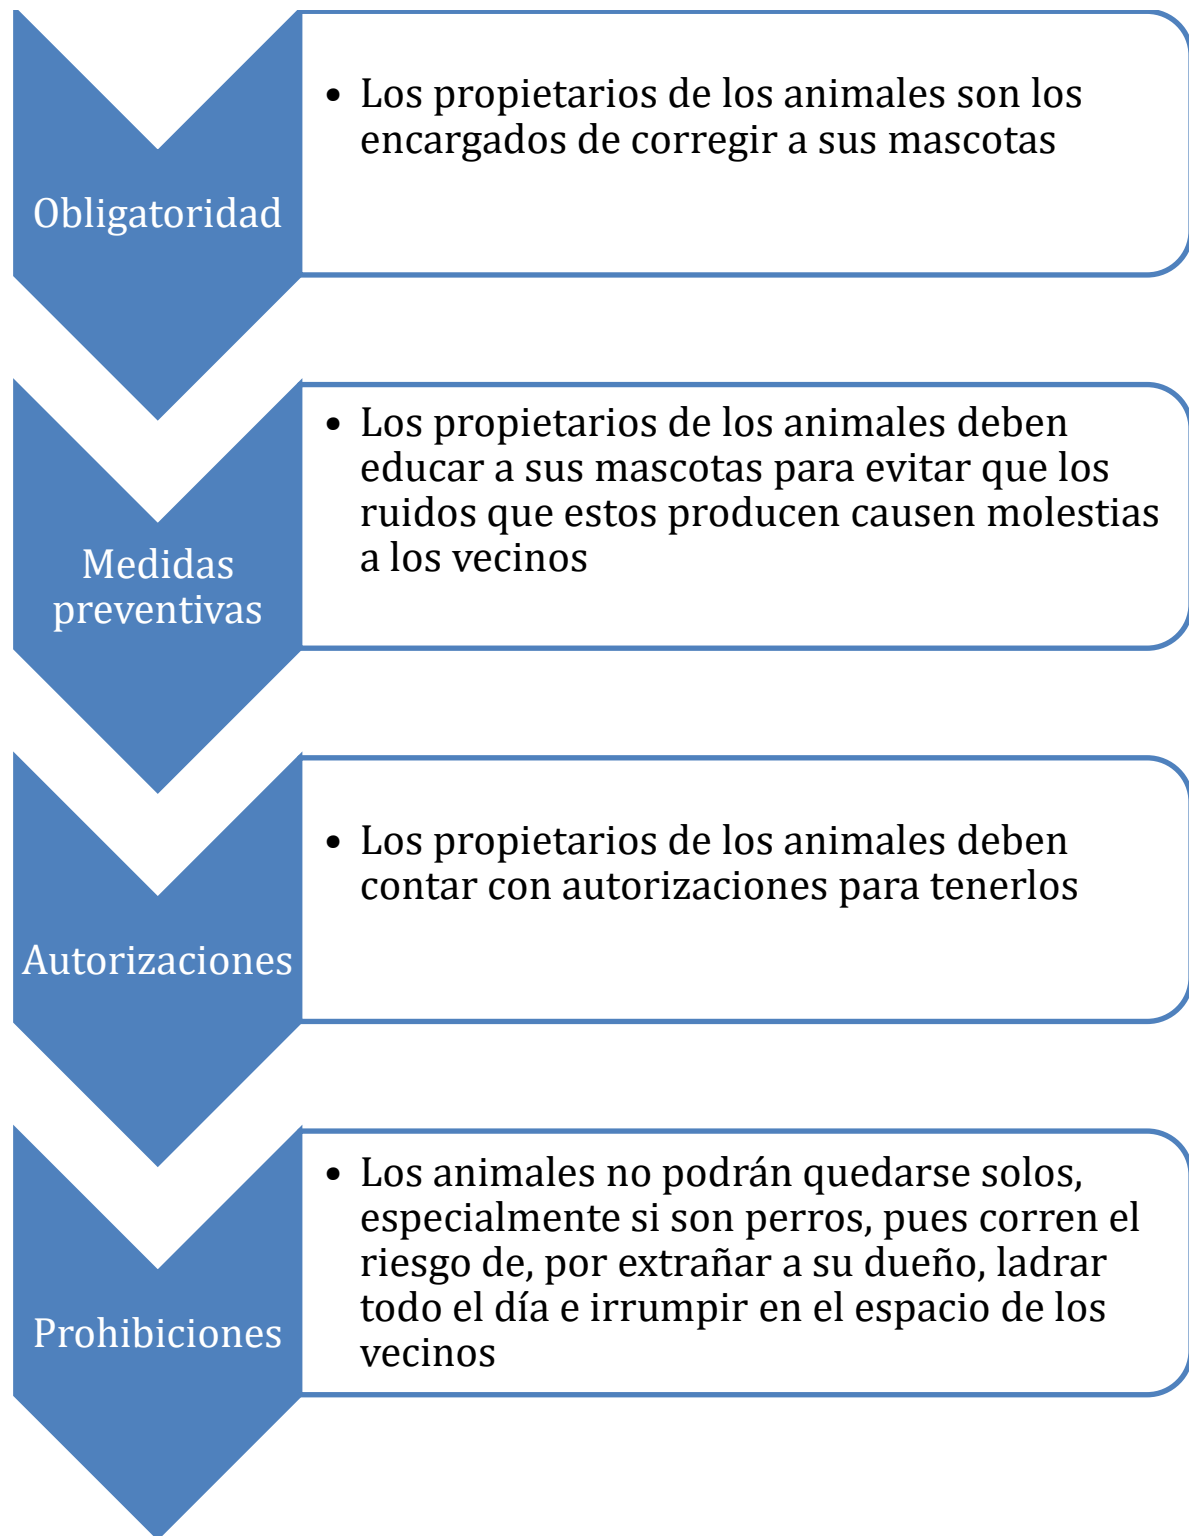 Obligatoridad
• Los propietarios de los animales son los
encargados de corregir a sus mascotas
Medidas
preventivas
• Los propietarios de los animales deben
educar a sus mascotas para evitar que los
ruidos que estos producen causen molestias
a los vecinos
Autorizaciones
• Los propietarios de los animales deben
contar con autorizaciones para tenerlos
Prohibiciones
• Los animales no podrán quedarse solos,
especialmente si son perros, pues corren el
riesgo de, por extrañar a su dueño, ladrar
todo el día e irrumpir en el espacio de los
vecinos